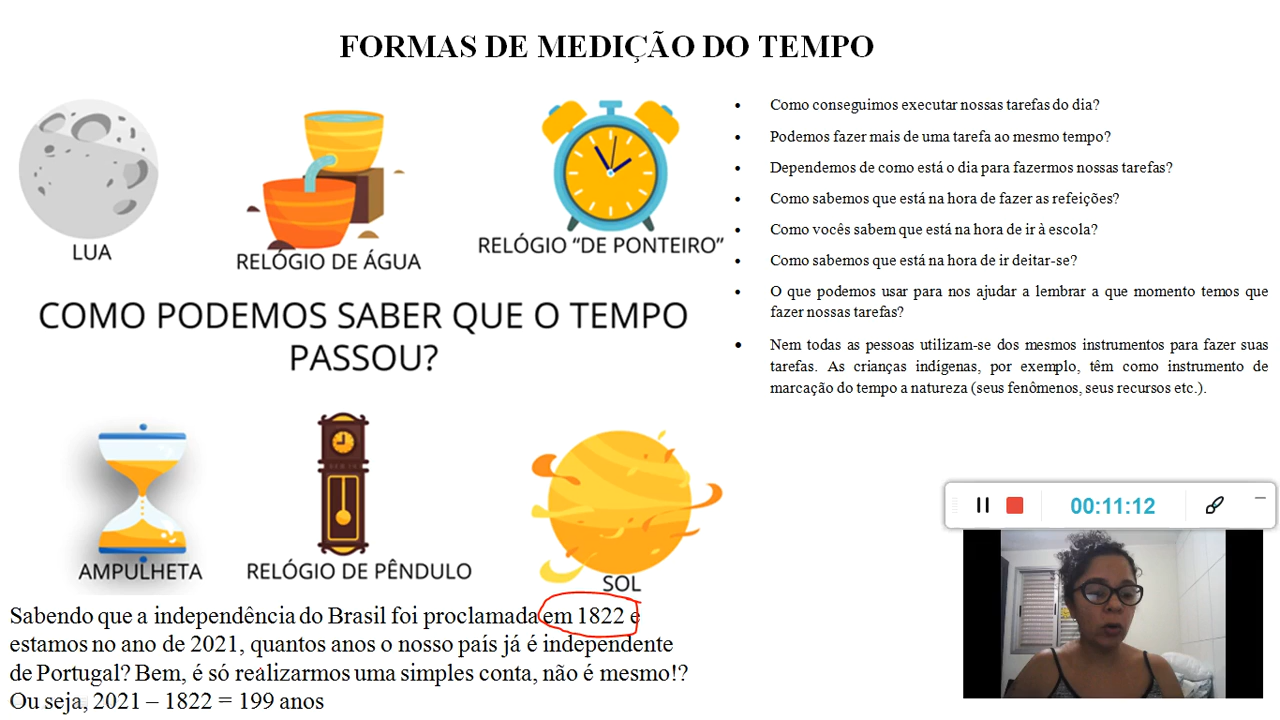 FORMAS DE MEDIÇÃO DO TEMPO
LUA
RELÓGIO DE ÁGUA
RELÓGIO “DE PONTEIRO”
COMO PODEMOS SABER QUE O TEMPO
PASSOU?
AMPULHETA
RELÓGIO DE PÊNDULO
SOL
Sabendo que a independência do Brasil foi proclamada em 1822 e
estamos no ano de 2021, quantos anos o nosso país já é independente
de Portugal? Bem, é só realizarmos uma simples conta, não é mesmo!?
Ou seja, 2021 – 1822 = 199 anos
• Como conseguimos executar nossas tarefas do dia?
• Podemos fazer mais de uma tarefa ao mesmo tempo?
• Dependemos de como está o dia para fazermos nossas tarefas?
• Como sabemos que está na hora de fazer as refeições?
• Como vocês sabem que está na hora de ir à escola?
• Como sabemos que está na hora de ir deitar-se?
• O que podemos usar para nos ajudar a lembrar a que momento temos que
fazer nossas tarefas?
• Nem todas as pessoas utilizam-se dos mesmos instrumentos para fazer suas
tarefas. As crianças indígenas, por exemplo, têm como instrumento de
marcação do tempo a natureza (seus fenômenos, seus recursos etc.).
00:11:12